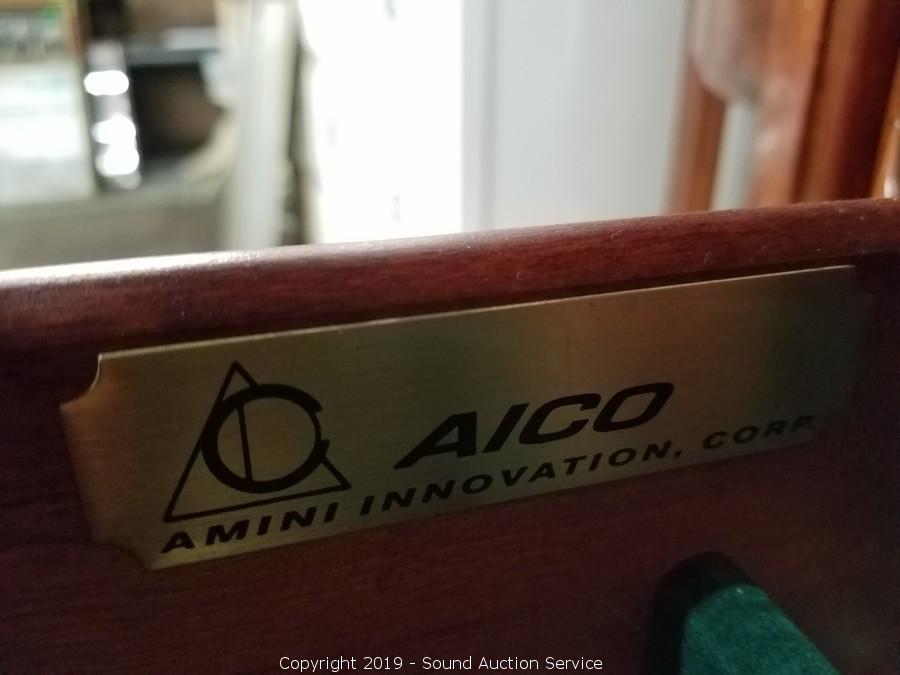 AICO
AMINI INNOVATION, CORP.
Copyright 2019 - Sound Auction Service